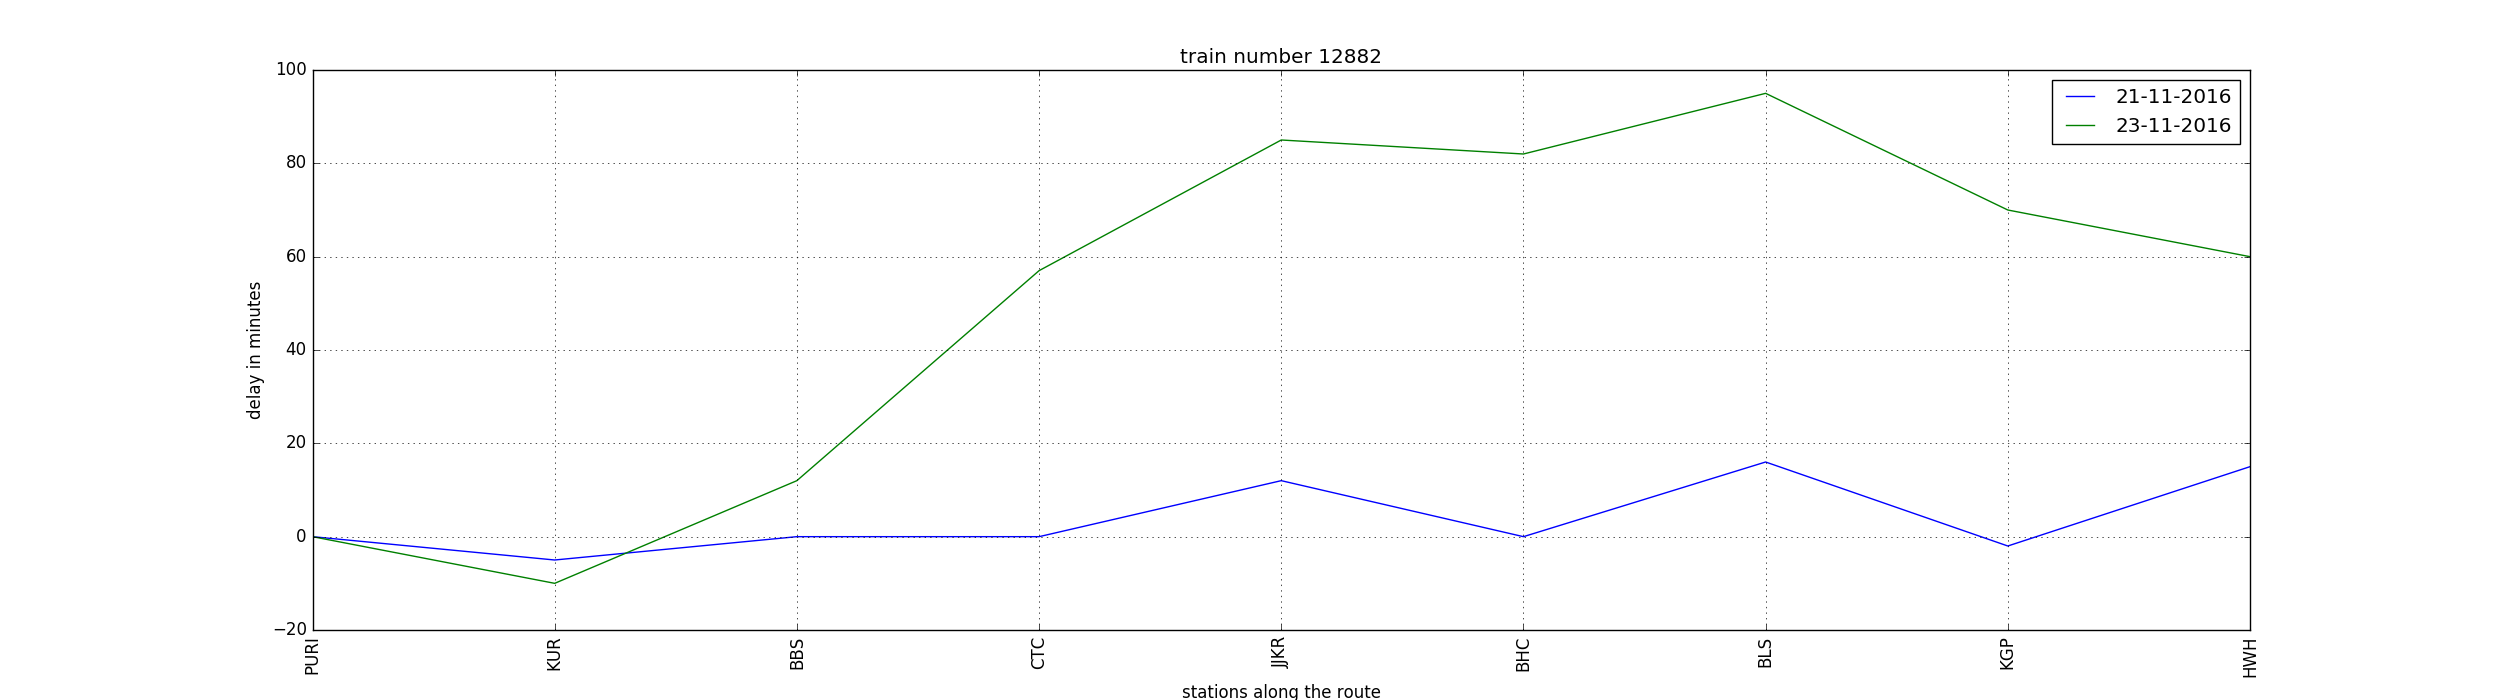 train number 12882
100
80
60
40
20
0
−20
delay in minutes
21-11-2016
23-11-2016
PURI
KUR
BBS
CTC
JJKR
BHC
BLS
KGP
HWH
stations along the route